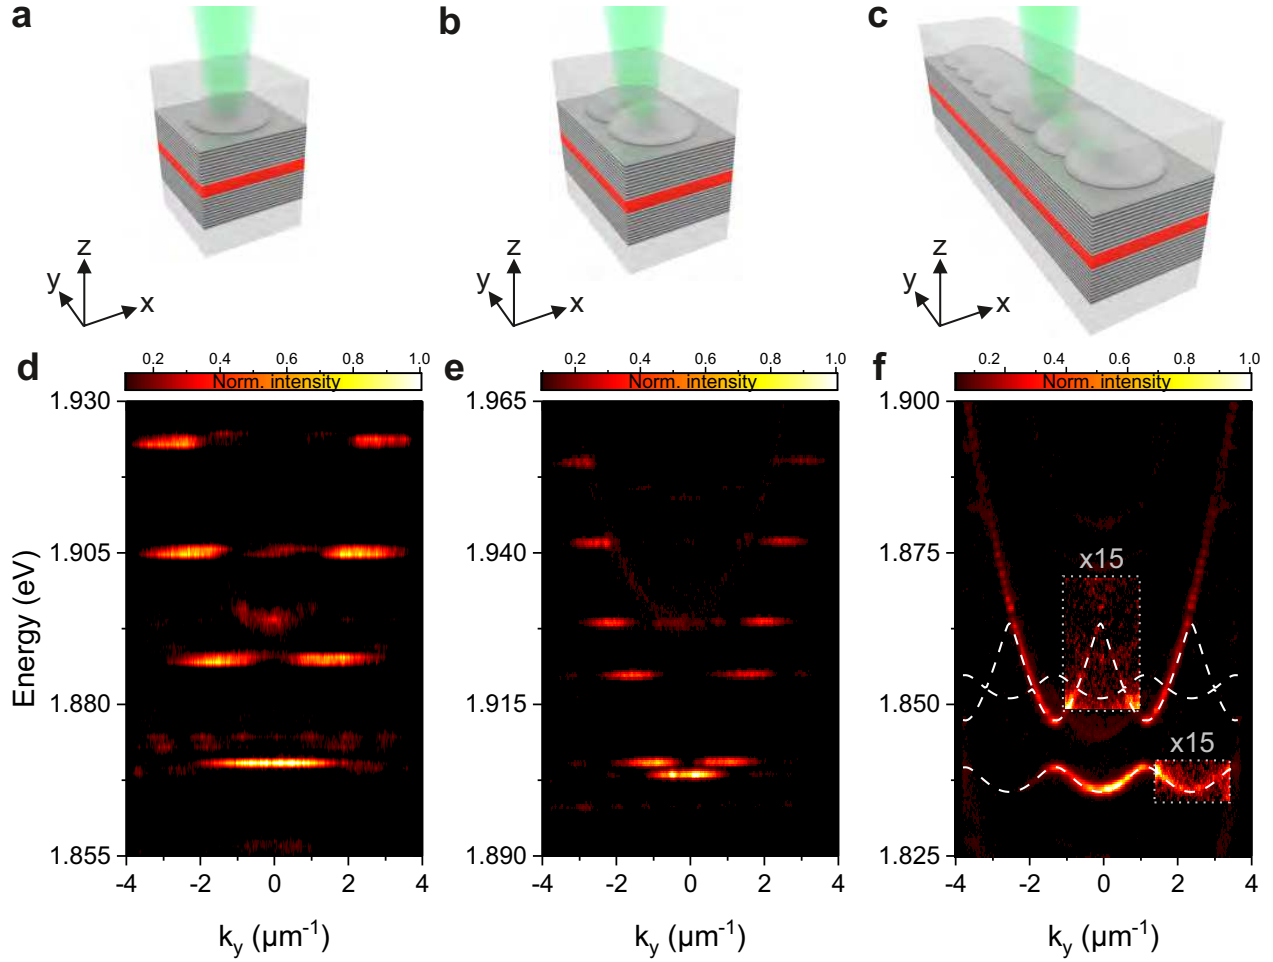 a
b
c
z
y
x
z
y
x
z
y
x
d
e
f
0.2 0.4 0.6 0.8 1.0
Norm. intensity
0.2 0.4 0.6 0.8 1.0
Norm. intensity
0.2 0.4 0.6 0.8 1.0
Norm. intensity
Energy (eV)
1.930
1.905
1.880
1.855
-4 -2 0 2 4
ky (µm-1)
1.965
1.940
1.915
1.890
-4 -2 0 2 4
ky (µm-1)
1.900
1.875
1.850
1.825
x15
x15
-4 -2 0 2 4
ky (µm-1)